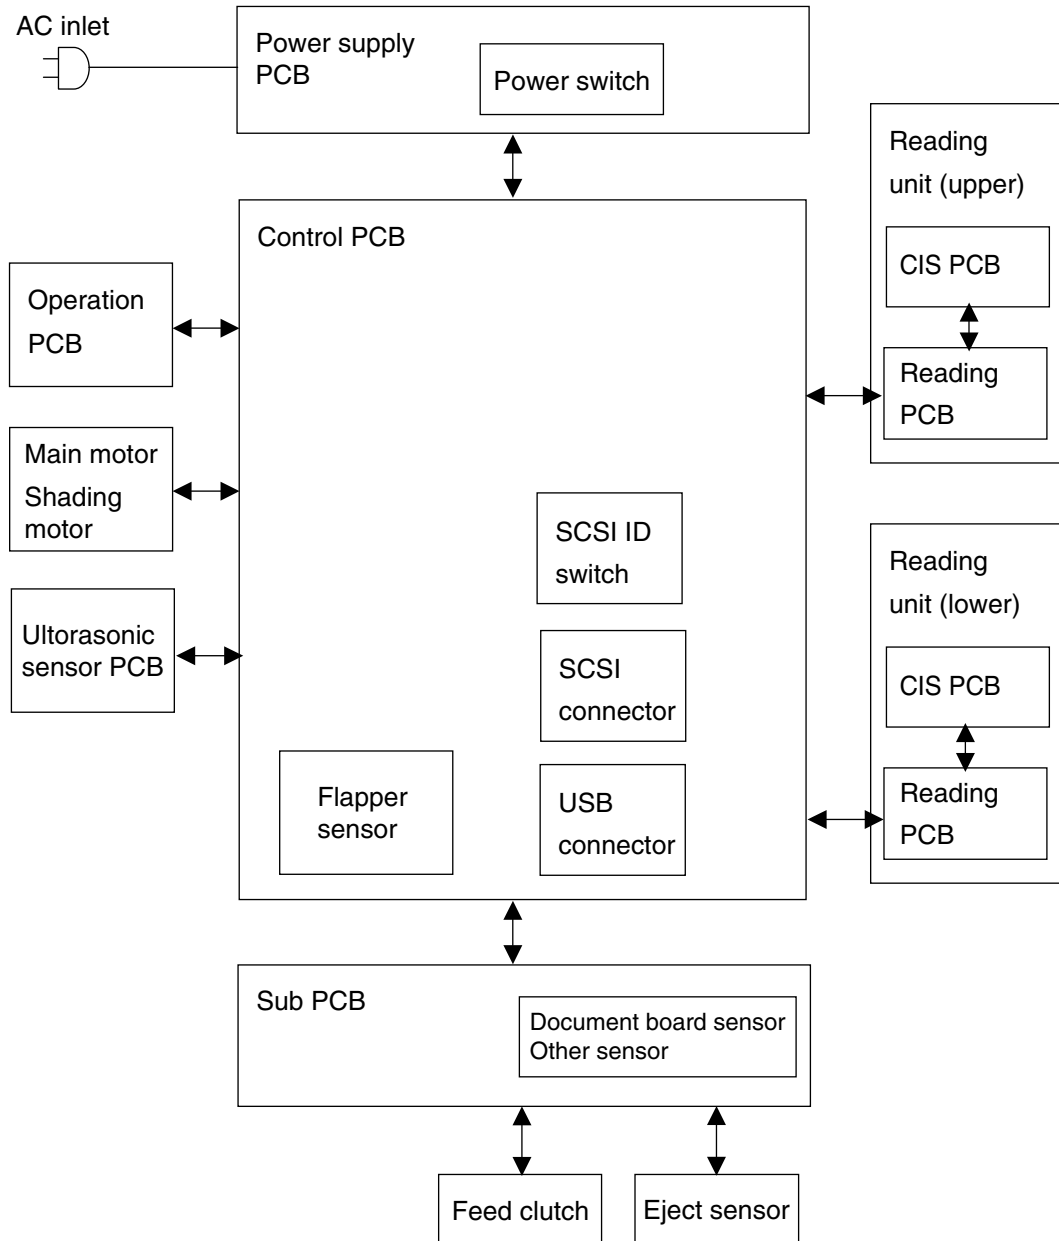 AC inlet
Power supply
PCB
Power switch
Reading
unit (upper)
CIS PCB
Reading
PCB
Control PCB
Operation
PCB
Main motor
Shading
motor
Ultorasonic
sensor PCB
SCSI ID
switch
SCSI
connector
Flapper
sensor
USB
connector
Reading
unit (lower)
CIS PCB
Reading
PCB
Sub PCB
Document board sensor
Other sensor
Feed clutch
Eject sensor